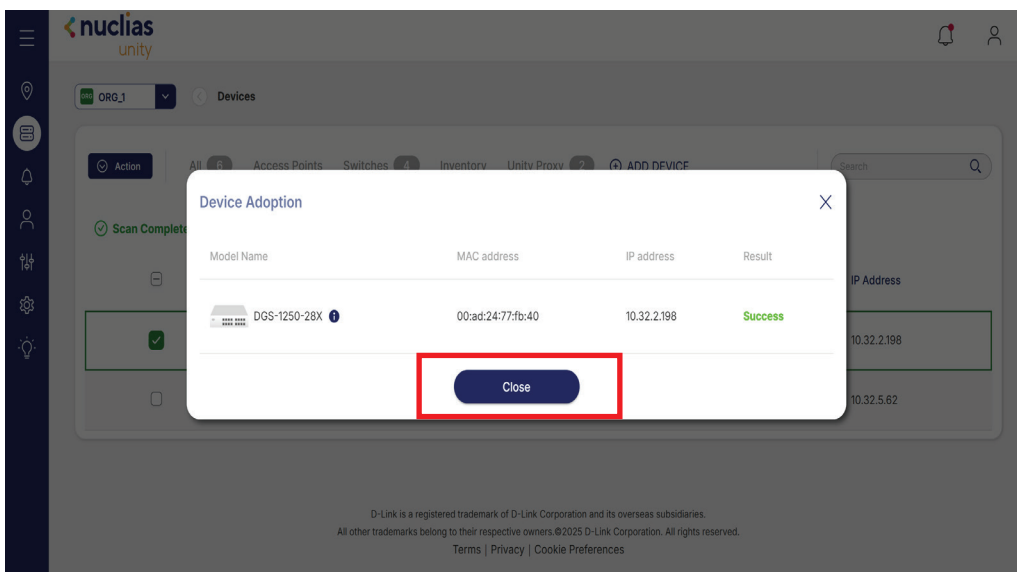 nuclias
unity
ORG ORG_1 Devices
Action All 6 Access Points Switches 4 Inventory Unity Proxy 2 ADD DEVICE Search
Device Adoption X
Scan Complete
Model Name MAC address IP address Result
IP Address
DGS-1250-28X 00:ad:24:77:fb:40 10.32.2.198 Success
10.32.2.198
Close
10.32.5.62
D-Link is a registered trademark of D-Link Corporation and its overseas subsidiaries.
All other trademarks belong to their respective owners.©2025 D-Link Corporation. All rights reserved.
Terms | Privacy | Cookie Preferences